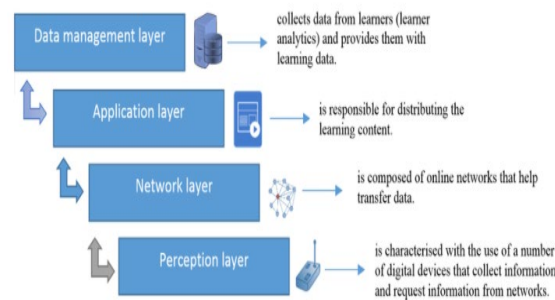 Data management layer
collects data from learners (learner
analytics) and provides them with
learning data.
Application layer
is responsible for distributing the
learning content.
Network layer
is composed of online networks that help
transfer data.
Perception layer
is characterised with the use of a number
of digital devices that collect information
and request information from networks.